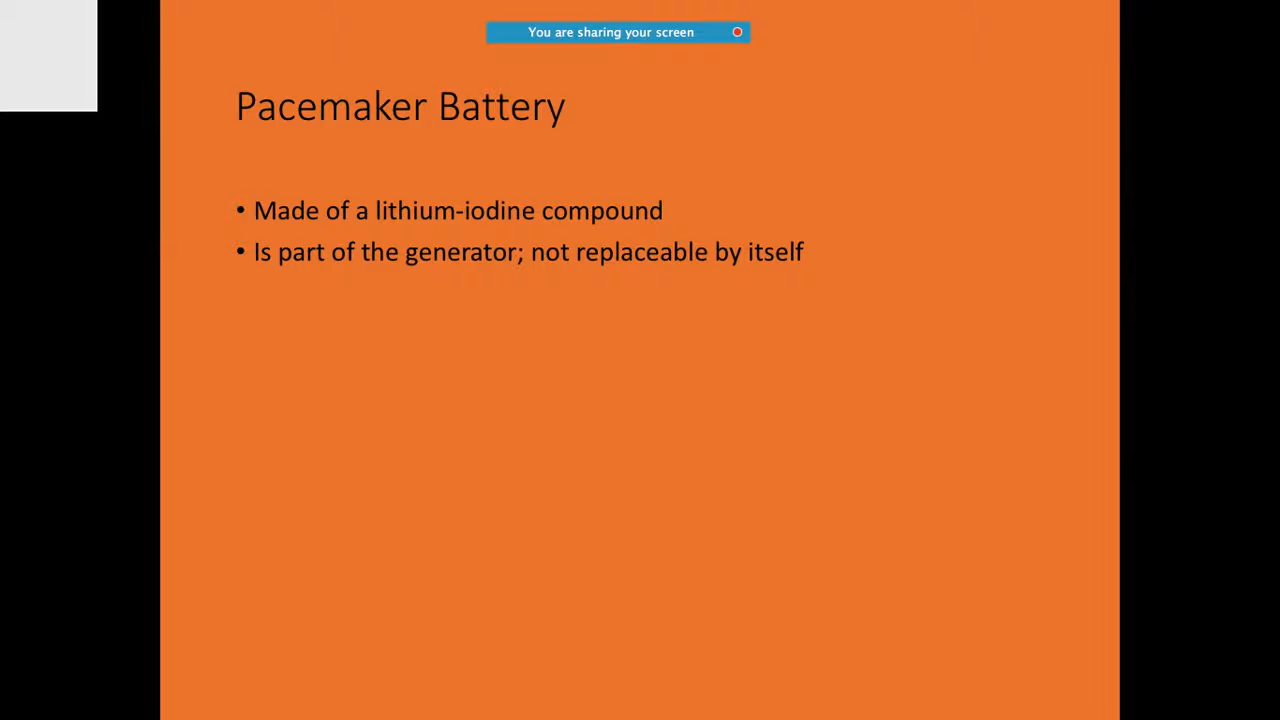 You are sharing your screen
Pacemaker Battery
• Made of a lithium-iodine compound
• Is part of the generator; not replaceable by itself